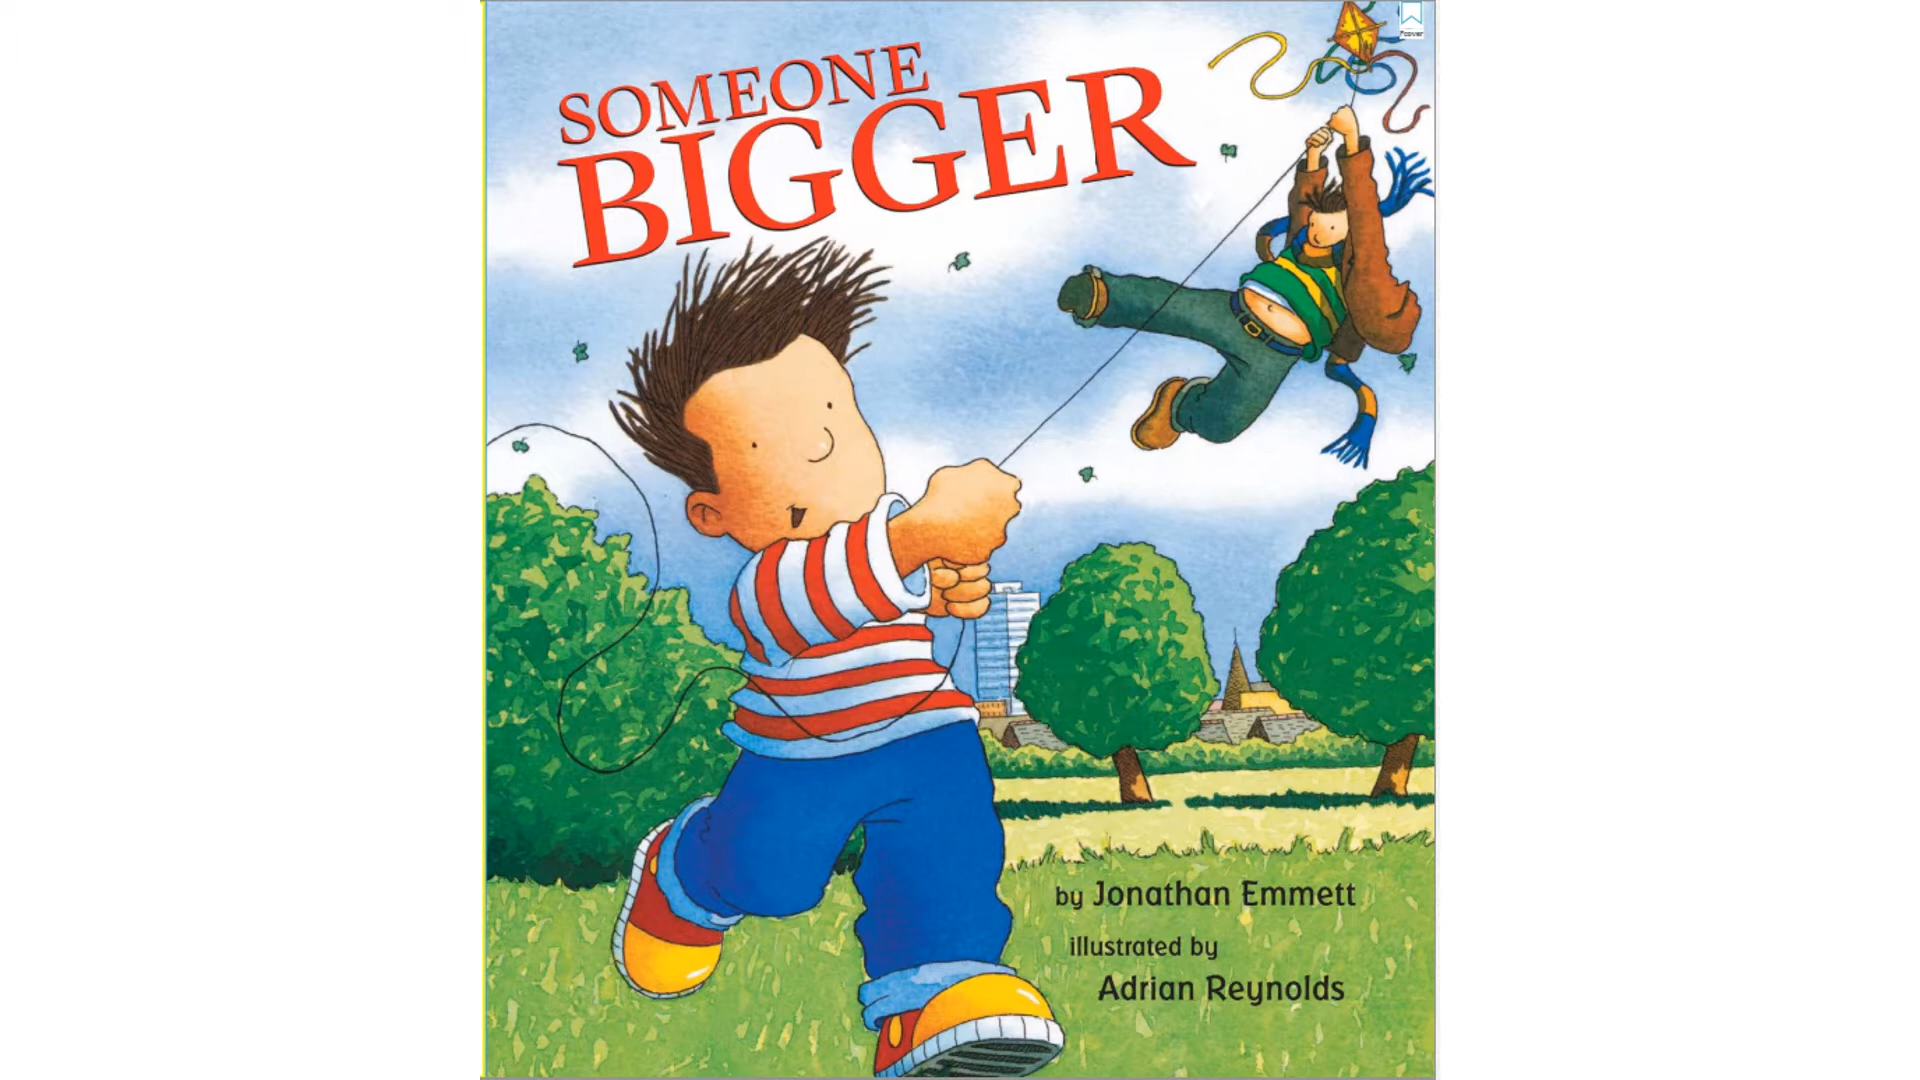 SOMEONE
BIGGER
by Jonathan Emmett
illustrated by
Adrian Reynolds